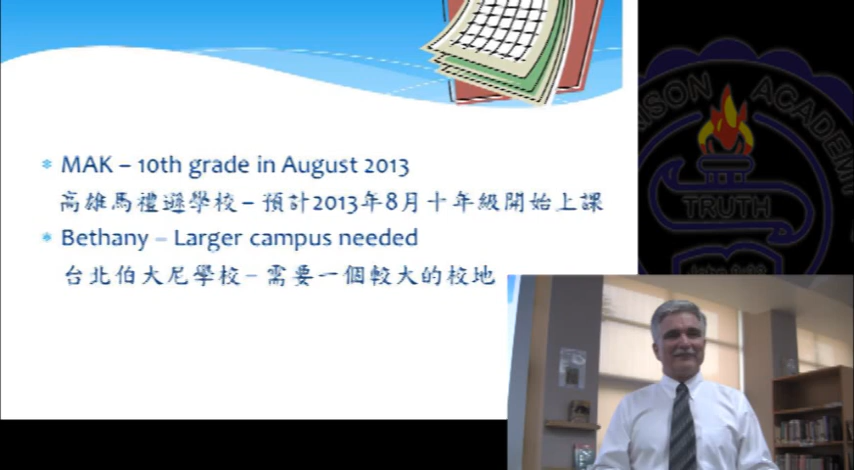 MAK – 10th grade in August 2013
高雄馬禮遜學校 – 預計2013年8月十年級開始上課
Bethany – Larger campus needed
台北伯大尼學校 – 需要一個較大的校地
ACADEM
TRUTH